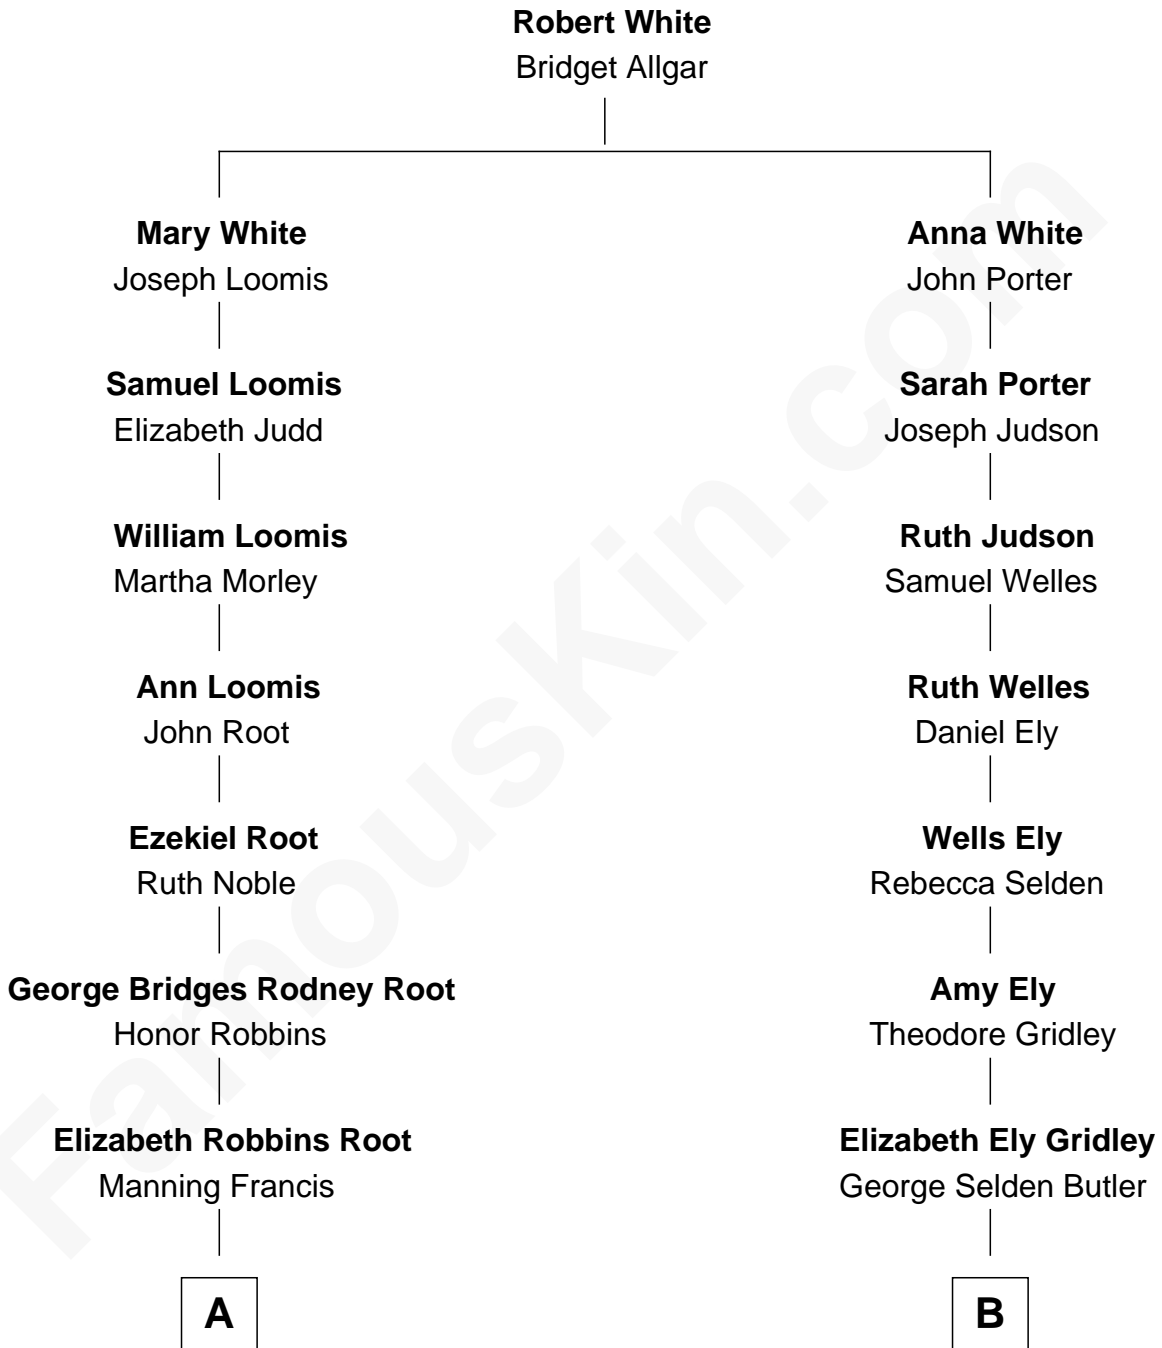 Robert White
Bridget Allgar
Mary White
Joseph Loomis
Anna White
John Porter
Samuel Loomis
Elizabeth Judd
Sarah Porter
Joseph Judson
William Loomis
Martha Morley
Ruth Judson
Samuel Welles
Ann Loomis
John Root
Ruth Welles
Daniel Ely
Ezekiel Root
Ruth Noble
Wells Ely
Rebecca Selden
George Bridges Rodney Root
Honor Robbins
Amy Ely
Theodore Gridley
Elizabeth Robbins Root
Manning Francis
Elizabeth Ely Gridley
George Selden Butler
A
B
FamousKin.com